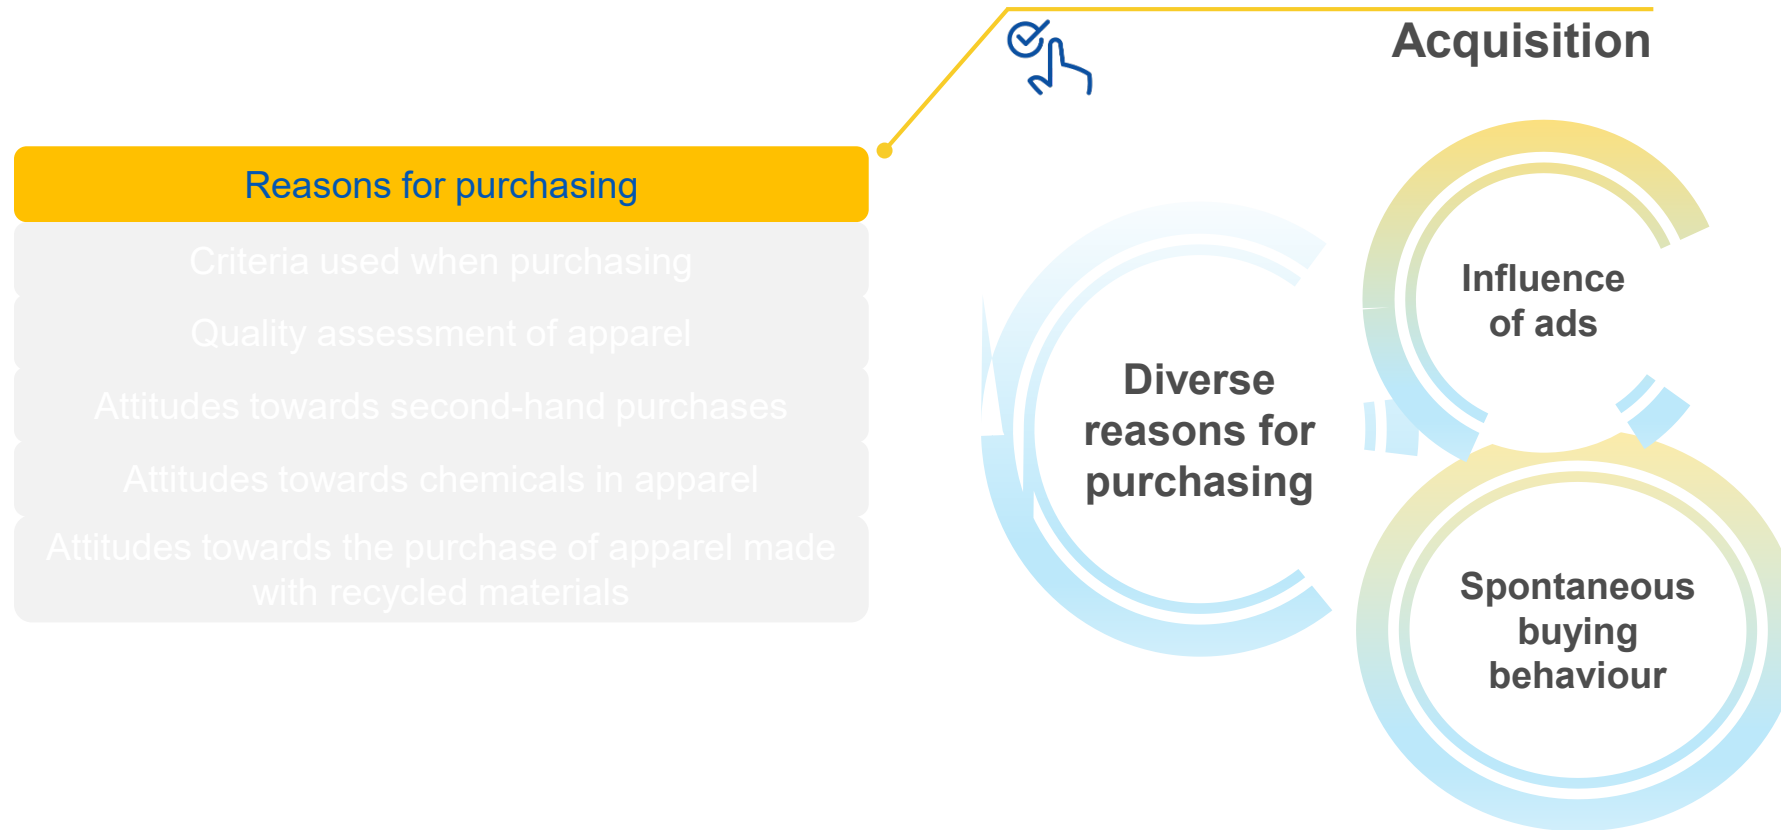 Acquisition
Reasons for purchasing
Criteria used when purchasing
Quality assessment of apparel
Attitudes towards second-hand purchases
Attitudes towards chemicals in apparel
Attitudes towards the purchase of apparel made
with recycled materials
Diverse
reasons for
purchasing
Influence
of ads
Spontaneous
buying
behaviour